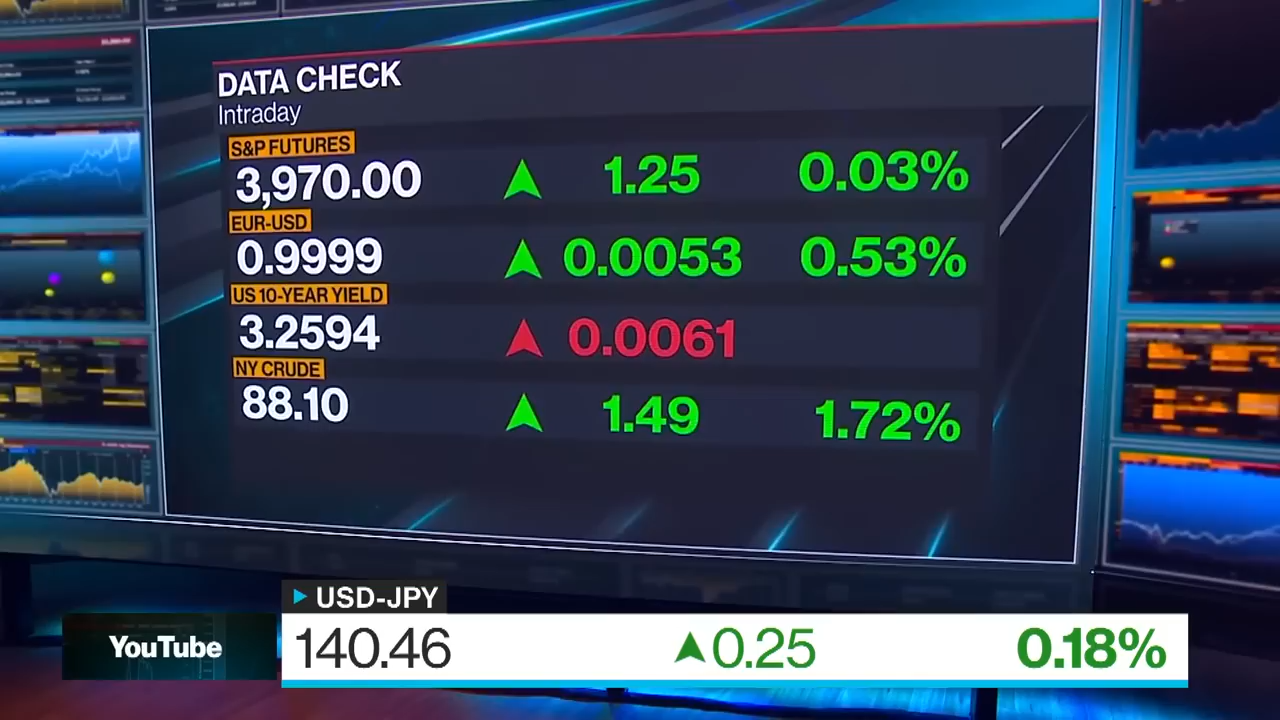 DATA CHECK
Intraday
S&P FUTURES
3,970.00 ▲ 1.25 0.03%
EUR-USD
0.9999 ▲ 0.0053 0.53%
US 10-YEAR YIELD
3.2594 ▲ 0.0061
NY CRUDE
88.10 ▲ 1.49 1.72%
USD-JPY
YouTube
140.46 ▲ 0.25 0.18%